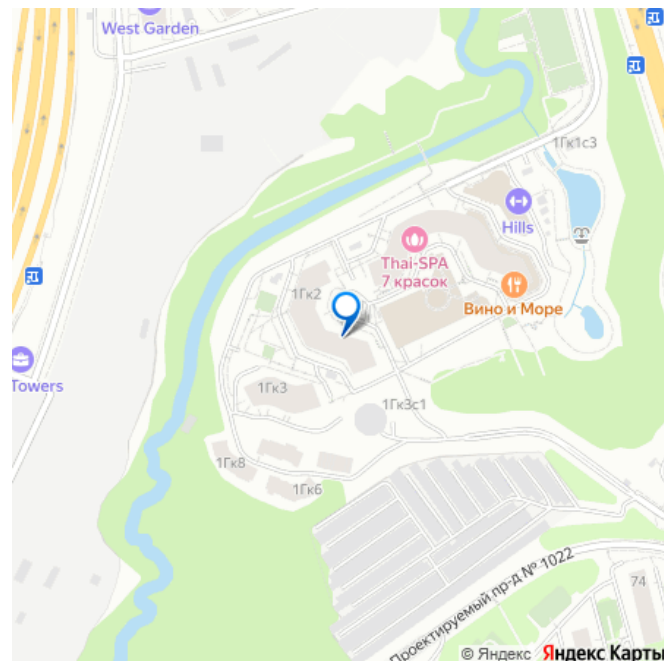 West Garden
1Гк1с3
Hills
Thai-SPA
7 красок
1Гк2
Вино и Море
Towers
1Гк3
1Гк3с1
1Гк8
1Гк6
Проектируемый пр-д № 1022
74
© Яндекс Яндекс Карты